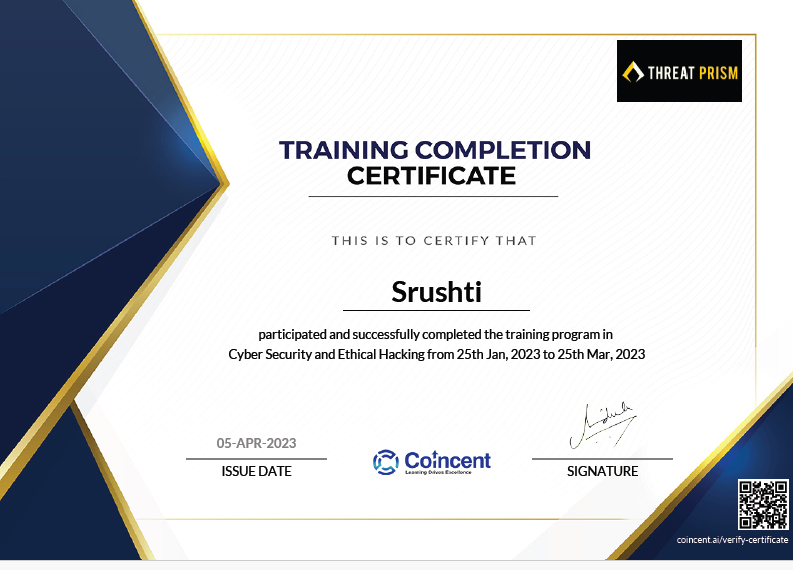 THREAT PRISM
TRAINING COMPLETION
CERTIFICATE
THIS IS TO CERTIFY THAT
Srushti
participated and successfully completed the training program in
Cyber Security and Ethical Hacking from 25th Jan, 2023 to 25th Mar, 2023
05-APR-2023
ISSUE DATE
Coincent
Learning Driven Excellence
SIGNATURE
coincent.ai/verify-certificate